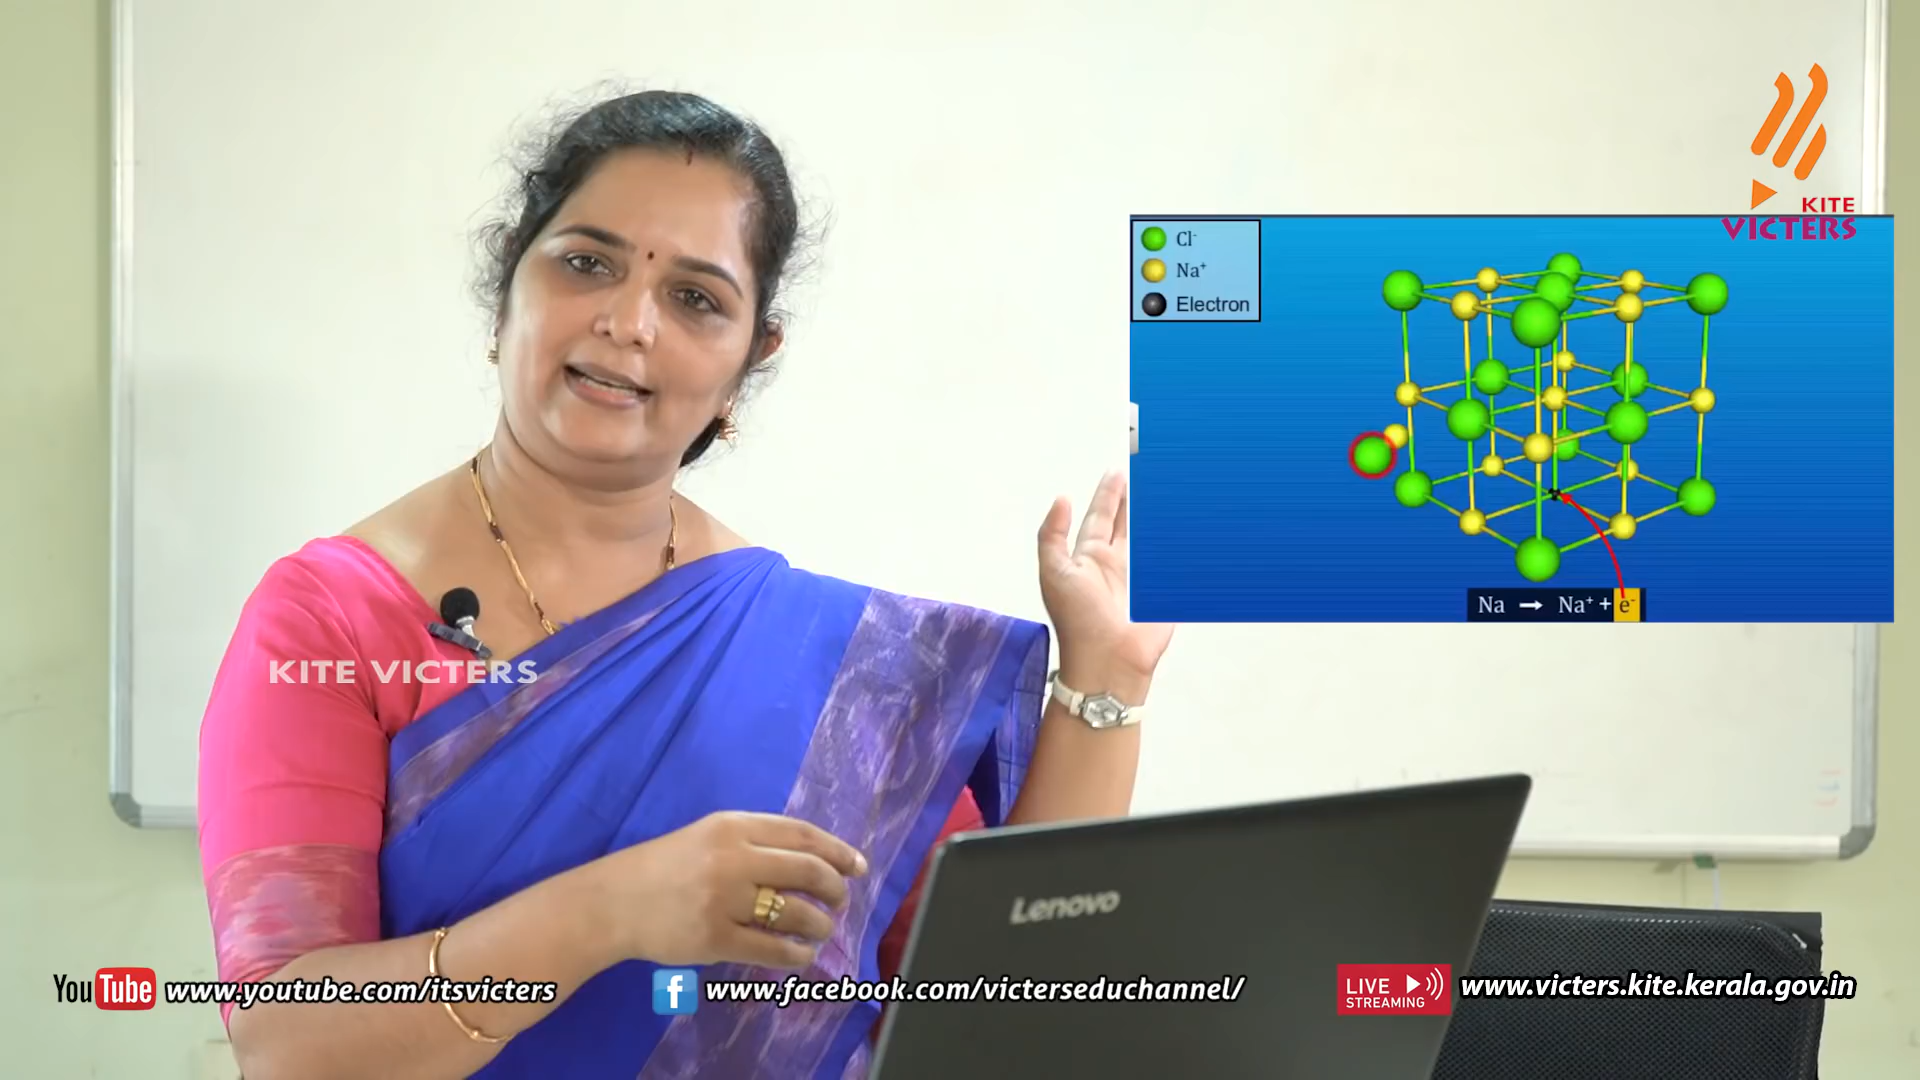 KITE
VICTERS
Cl⁻
Na⁺
Electron
Na → Na⁺ + e⁻
KITE VICTERS
Lenovo
YouTube www.youtube.com/itsvicters
f www.facebook.com/victerseduchannel/
LIVE
STREAMING
www.victers.kite.kerala.gov.in